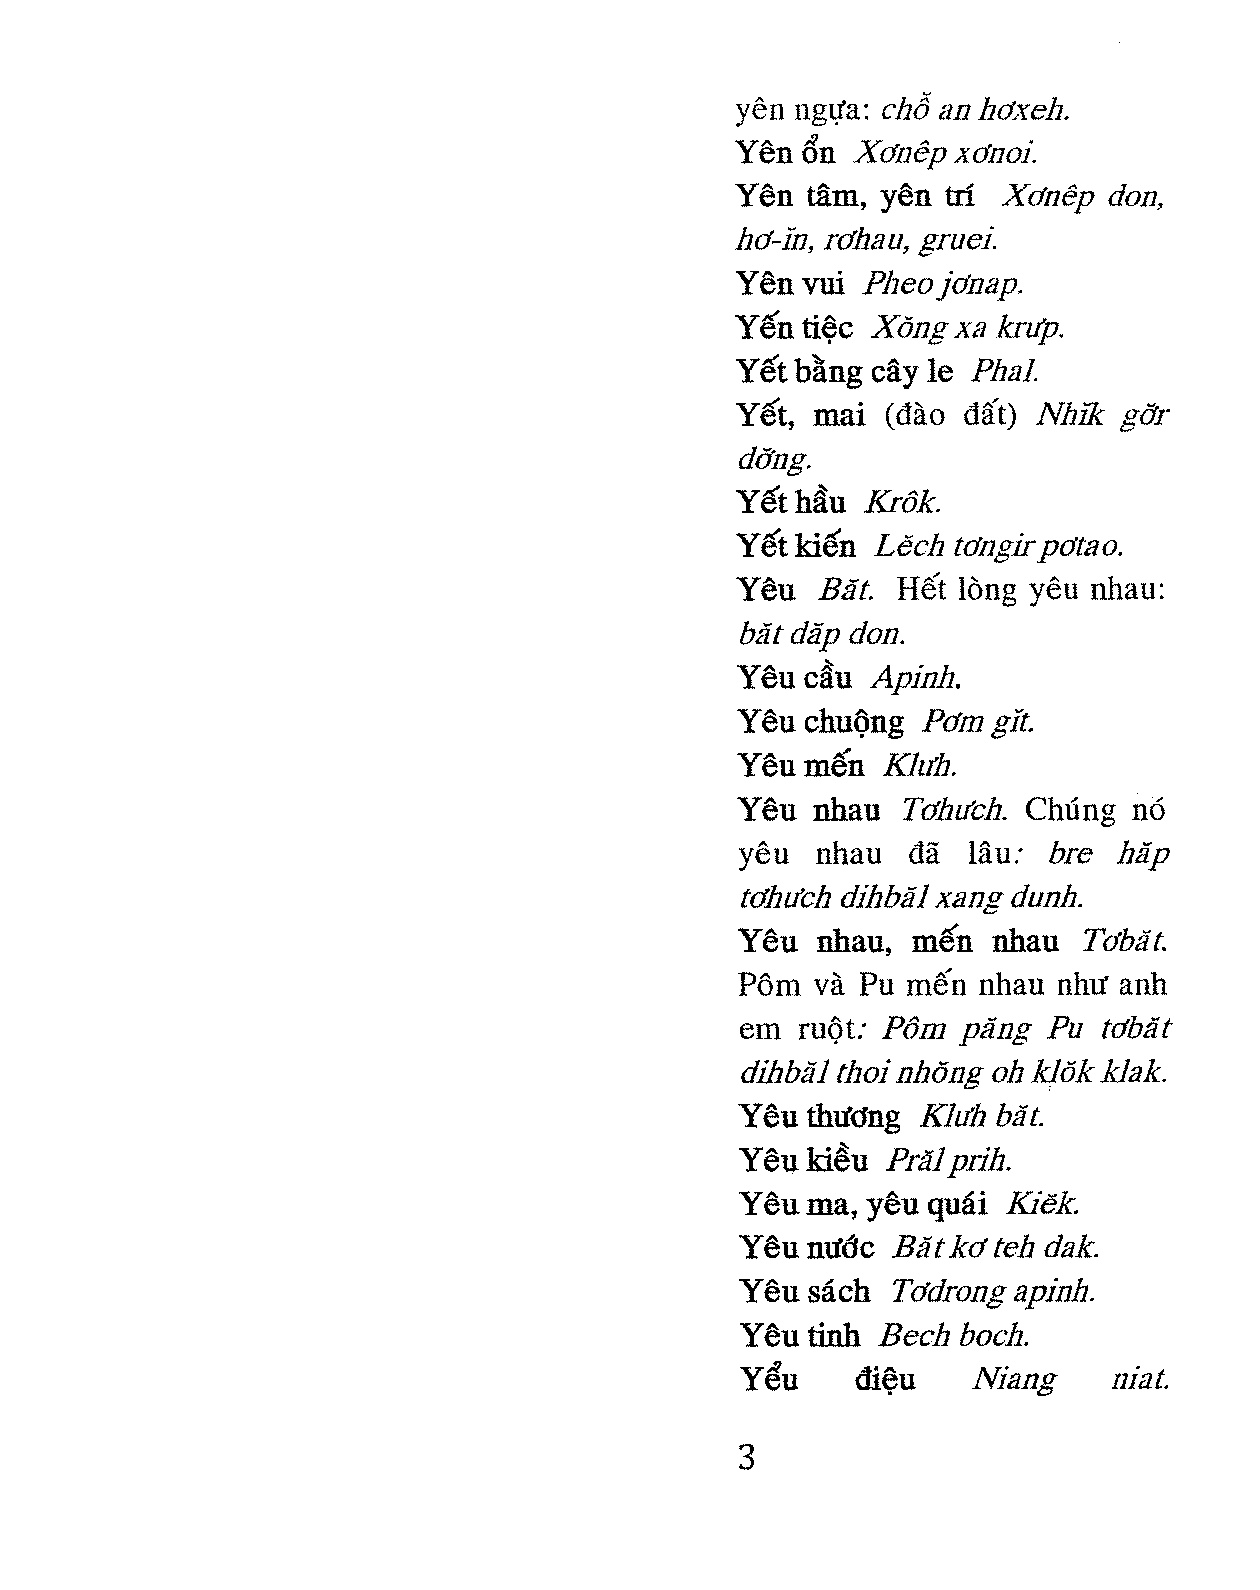 yên ngựa: chỗ̆ an hơxeh.
Yên ổn Xơnêp xơnoi.
Yên tâm, yên trí Xơnêp don,
hơ-ĭn, rơhau, gruei.
Yên vui Pheo jơnap.
Yến tiệc Xŏng xa krưp.
Yết bằng cây le Phal.
Yết, mai (đào đất) Nhĭk gơ̆r
dơ̆ng.
Yết hầu Krôk.
Yết kiến Lĕch tơngir pơtao.
Yêu Băt. Hết lòng yêu nhau:
băt dăp don.
Yêu cầu Apinh.
Yêu chuộng Pơm gĭt.
Yêu mến Klưh.
Yêu nhau Tơhưch. Chúng nó
yêu nhau đã lâu: bre hăp
tơhưch dihbăl xang dunh.
Yêu nhau, mến nhau Tơbăt.
Pôm và Pu mến nhau như anh
em ruột: Pôm păng Pu tơbăt
dihbăl thoi nhŏng oh klŏk klak.
Yêu thương Klưh băt.
Yêu kiều Prăl prih.
Yêu ma, yêu quái Kiĕk.
Yêu nước Băt kơ teh dak.
Yêu sách Tơdrong apinh.
Yêu tinh Bech boch.
Yểu điệu Niang niat.
3